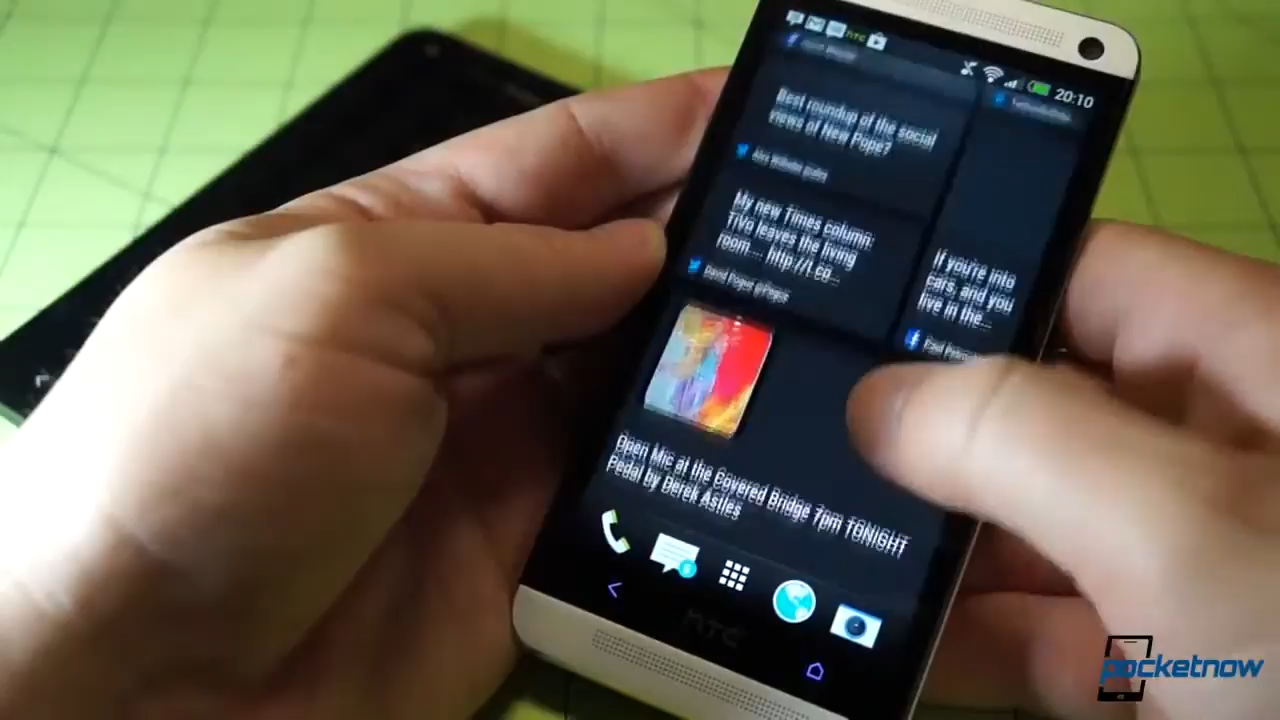 hTC
20:10
Best roundup of the social
views of New Pope?
My new Times column:
TiVo leaves the living
room.... http://t.co...
David Pogue @Pogue
If you're into
cars, and you
live in the...
Open Mic at the Covered Bridge 7pm TONIGHT
Pedal by Derek Astles
hTC
pocketnow